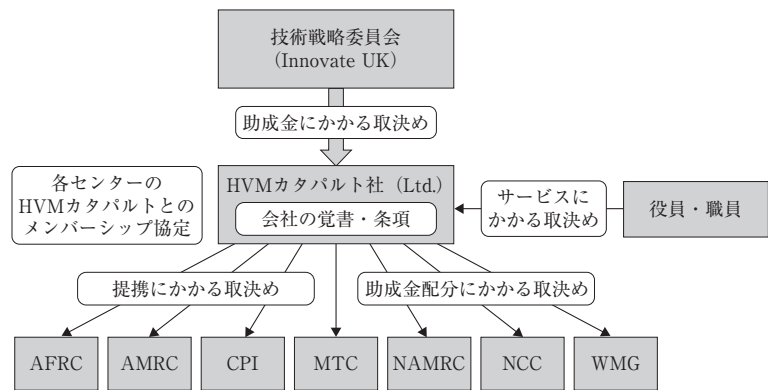 技術戦略委員会
（Innovate UK）
助成金にかかる取決め
各センターの
HVMカタパルトとの
メンバーシップ協定
HVMカタパルト社（Ltd.）
会社の覚書・条項
サービスに
かかる取決め
役員・職員
提携にかかる取決め
助成金配分にかかる取決め
AFRC
AMRC
CPI
MTC
NAMRC
NCC
WMG